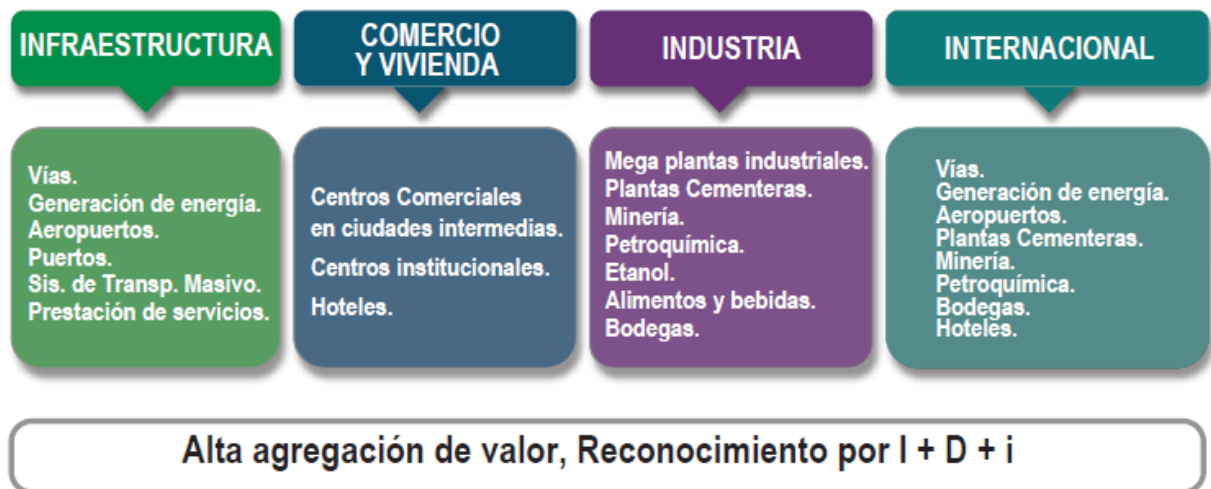 INFRAESTRUCTURA
Vías.
Generación de energía.
Aeropuertos.
Puertos.
Sis. de Transp. Masivo.
Prestación de servicios.
COMERCIO
Y VIVIENDA
Centros Comerciales
en ciudades intermedias.
Centros institucionales.
Hoteles.
INDUSTRIA
Mega plantas industriales.
Plantas Cementeras.
Minería.
Petroquímica.
Etanol.
Alimentos y bebidas.
Bodegas.
INTERNACIONAL
Vías.
Generación de energía.
Aeropuertos.
Plantas Cementeras.
Minería.
Petroquímica.
Bodegas.
Hoteles.
Alta agregación de valor, Reconocimiento por I + D + i